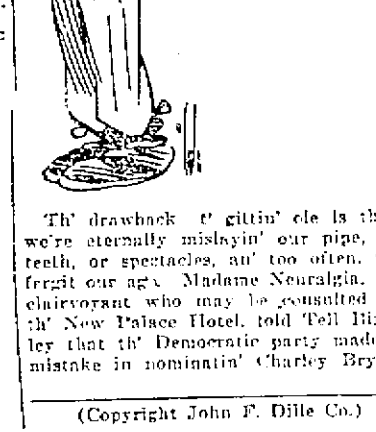 Th' drawback t' gittin' ole is th
we're eternally mislayin' our pipe,
teeth, or spectacles, an' too often,
fergit our age. Madame Neuralgia,
clairvoyant who may be consulted
th' New Palace Hotel, told Tell Bi
ley that th' Democratic party made
mistake in nominatin' Charley Bry
(Copyright John F. Dille Co.)